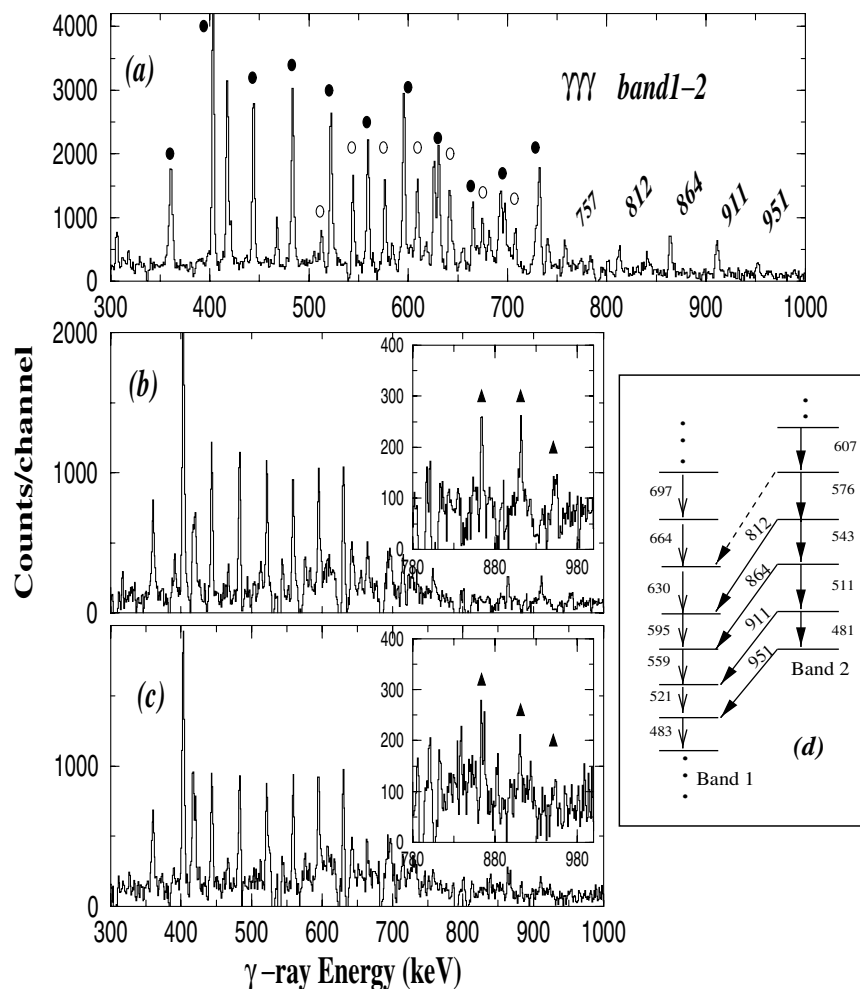 Counts/channel
4000
3000
2000
1000
0
(a)
γγγ band1−2
757 812 864 911 951
300 400 500 600 700 800 900 1000
2000
1000
0
(b)
400
300
200
100
0
780 880 980
1000
0
(c)
400
300
200
100
0
780 880 980
300 400 500 600 700 800 900 1000
γ −ray Energy (keV)
607
697
576
812
664
543
864
630
511
911
595
481
951
559
Band 2
521
483
(d)
Band 1